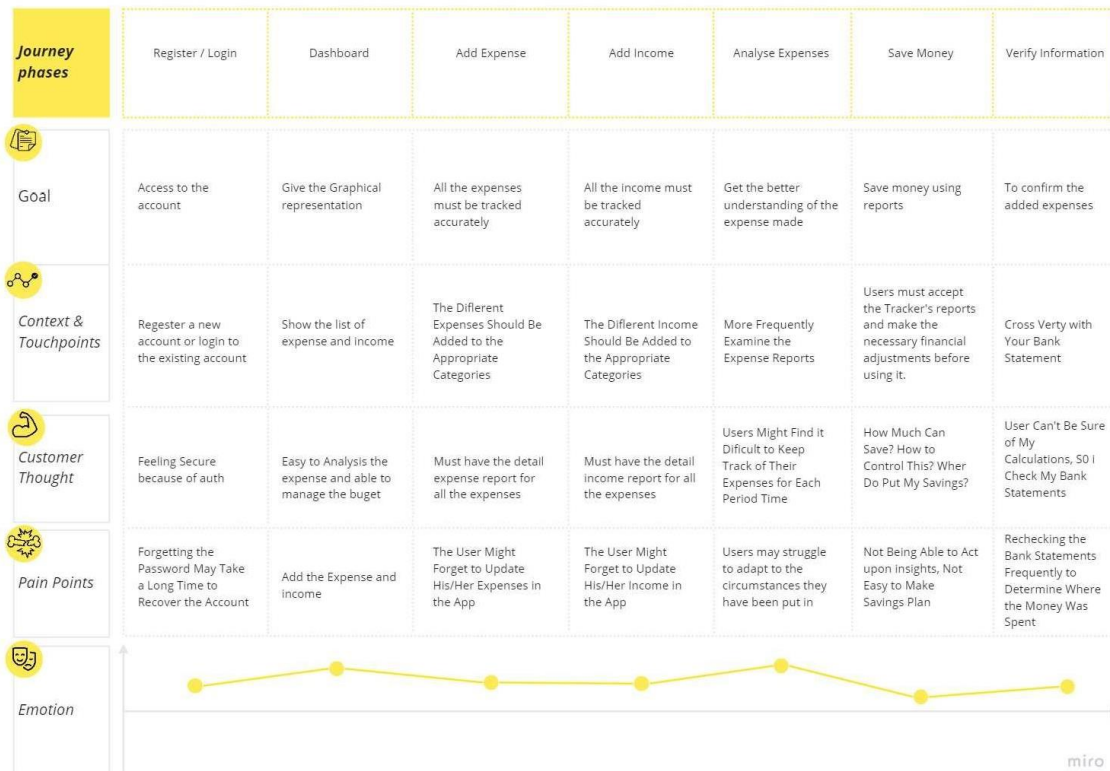 Journey
phases
Register / Login
Dashboard
Add Expense
Add Income
Analyse Expenses
Save Money
Verify Information
Goal
Access to the
account
Give the Graphical
representation
All the expenses
must be tracked
accurately
All the income must
be tracked
accurately
Get the better
understanding of the
expense made
Save money using
reports
To confirm the
added expenses
Context &
Touchpoints
Regester a new
account or login to
the existing account
Show the list of
expense and income
The Diflerent
Expenses Should Be
Added to the
Appropriate
Categories
The Diflerent Income
Should Be Added to
the Appropriate
Categories
More Frequently
Examine the
Expense Reports
Users must accept
the Tracker's reports
and make the
necessary financial
adjustments before
using it.
Cross Verty with
Your Bank
Statement
Customer
Thought
Feeling Secure
because of auth
Easy to Analysis the
expense and able to
manage the buget
Must have the detail
expense report for
all the expenses
Must have the detail
income report for all
the expenses
Users Might Find it
Dificult to Keep
Track of Their
Expenses for Each
Period Time
How Much Can
Save? How to
Control This? Wher
Do Put My Savings?
User Can't Be Sure
of My
Calculations, S0 i
Check My Bank
Statements
Pain Points
Forgetting the
Password May Take
a Long Time to
Recover the Account
Add the Expense and
income
The User Might
Forget to Update
His/Her Expenses in
the App
The User Might
Forget to Update
His/Her Income in
the App
Users may struggle
to adapt to the
circumstances they
have been put in
Not Being Able to Act
upon insights, Not
Easy to Make
Savings Plan
Rechecking the
Bank Statements
Frequently to
Determine Where
the Money Was
Spent
Emotion
miro